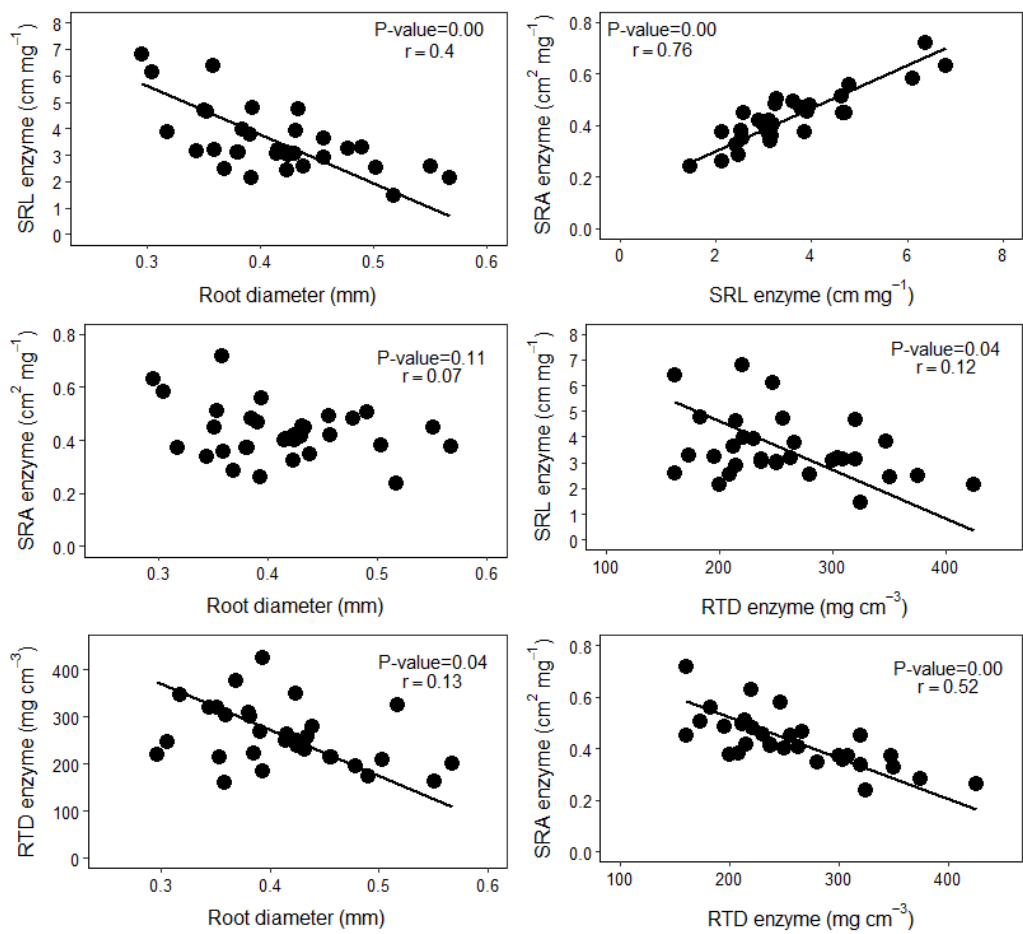 P-value=0.00
r = 0.4
8
7
6
5
4
3
2
1
0
SRL enzyme (cm mg⁻¹)
0.3 0.4 0.5 0.6
Root diameter (mm)
P-value=0.00
r = 0.76
0.8
0.6
0.4
0.2
0.0
SRA enzyme (cm² mg⁻¹)
0 2 4 6 8
SRL enzyme (cm mg⁻¹)
P-value=0.11
r = 0.07
0.8
0.6
0.4
0.2
0.0
SRA enzyme (cm² mg⁻¹)
0.3 0.4 0.5 0.6
Root diameter (mm)
P-value=0.04
r = 0.12
8
7
6
5
4
3
2
1
0
SRL enzyme (cm mg⁻¹)
100 200 300 400
RTD enzyme (mg cm⁻³)
P-value=0.04
r = 0.13
400
300
200
100
0
RTD enzyme (mg cm⁻³)
0.3 0.4 0.5 0.6
Root diameter (mm)
P-value=0.00
r = 0.52
0.8
0.6
0.4
0.2
0.0
SRA enzyme (cm² mg⁻¹)
100 200 300 400
RTD enzyme (mg cm⁻³)